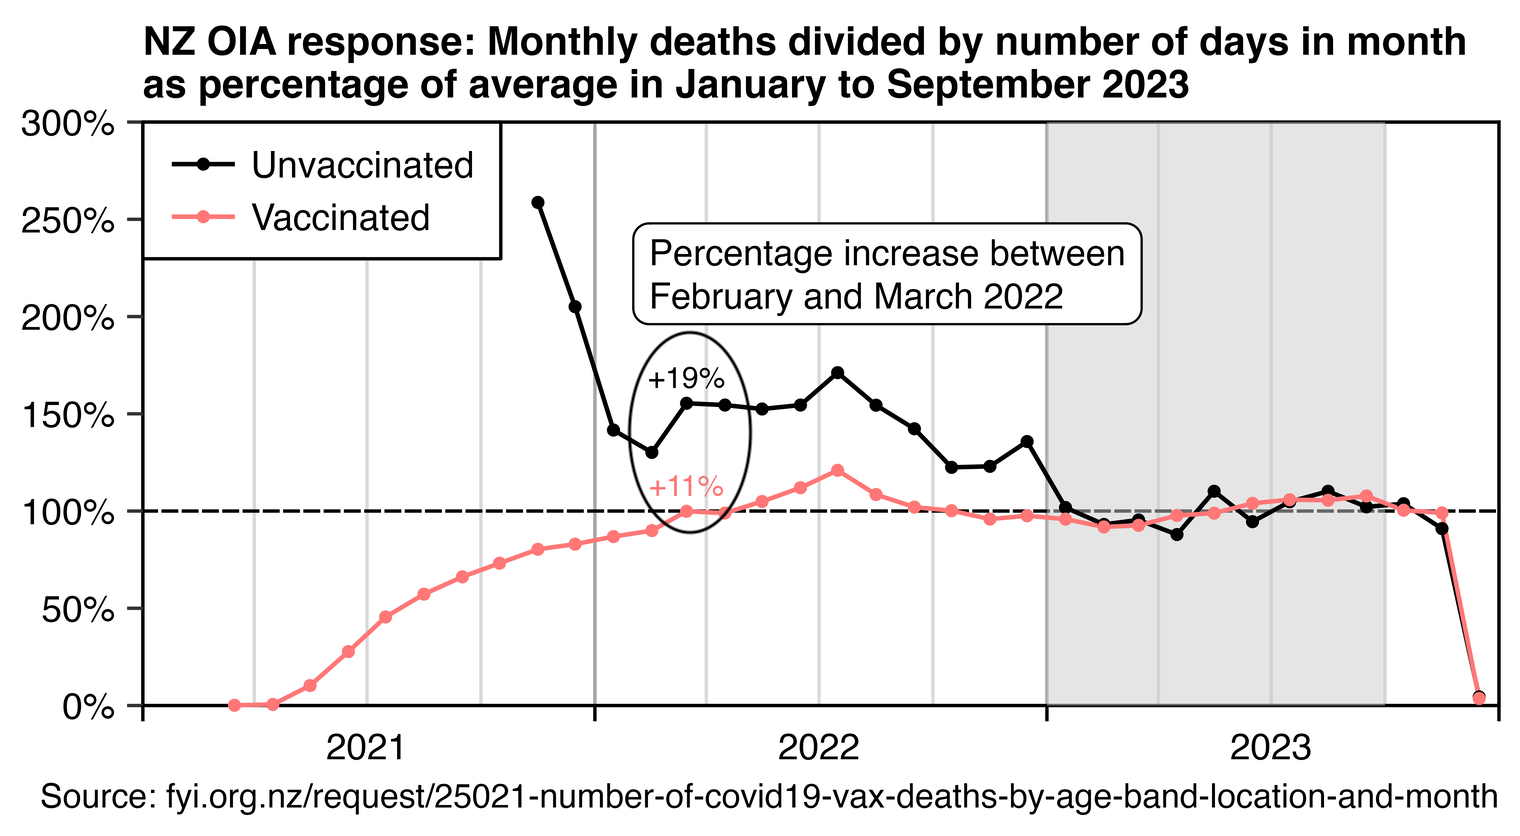 NZ OIA response: Monthly deaths divided by number of days in month
as percentage of average in January to September 2023
300%
250%
200%
150%
100%
50%
0%
Unvaccinated
Vaccinated
Percentage increase between
February and March 2022
+19%
+11%
2021
2022
2023
Source: fyi.org.nz/request/25021-number-of-covid19-vax-deaths-by-age-band-location-and-month